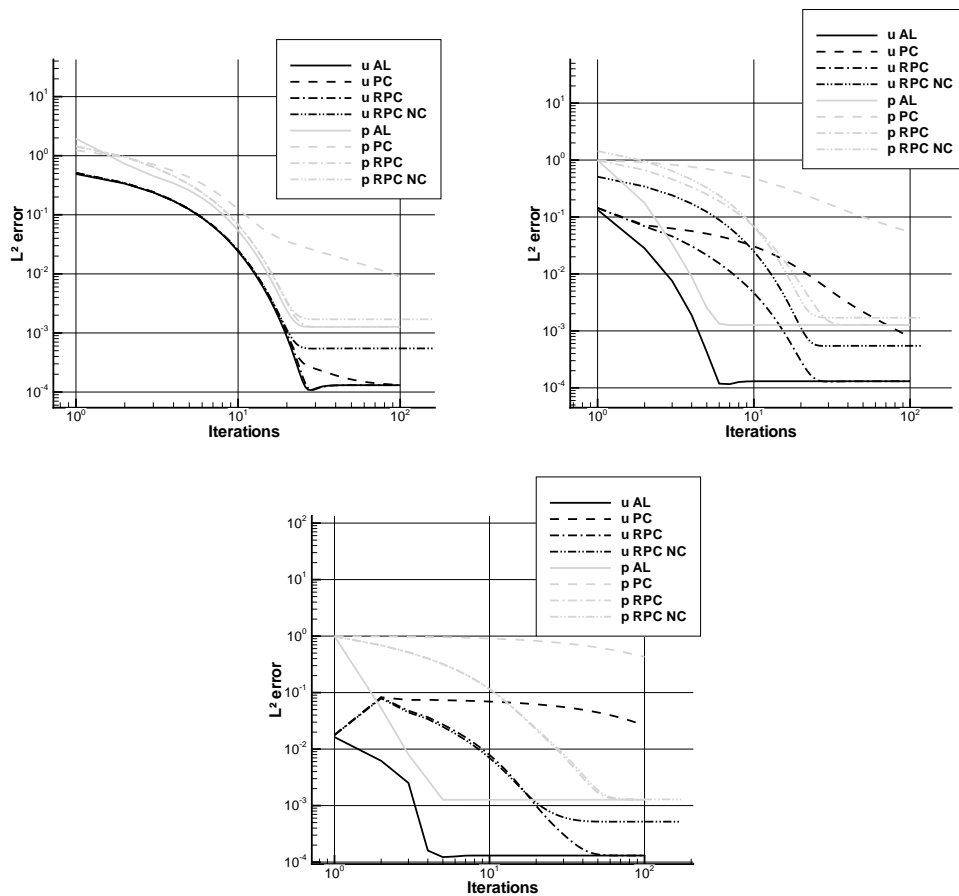 u AL
u PC
u RPC
u RPC NC
p AL
p PC
p RPC
p RPC NC
10¹
10⁰
10⁻¹
10⁻²
10⁻³
10⁻⁴
L² error
10⁰
10¹
10²
Iterations
u AL
u PC
u RPC
u RPC NC
p AL
p PC
p RPC
p RPC NC
10¹
10⁰
10⁻¹
10⁻²
10⁻³
10⁻⁴
L² error
10⁰
10¹
10²
Iterations
u AL
u PC
u RPC
u RPC NC
p AL
p PC
p RPC
p RPC NC
10²
10¹
10⁰
10⁻¹
10⁻²
10⁻³
10⁻⁴
L² error
10⁰
10¹
10²
Iterations